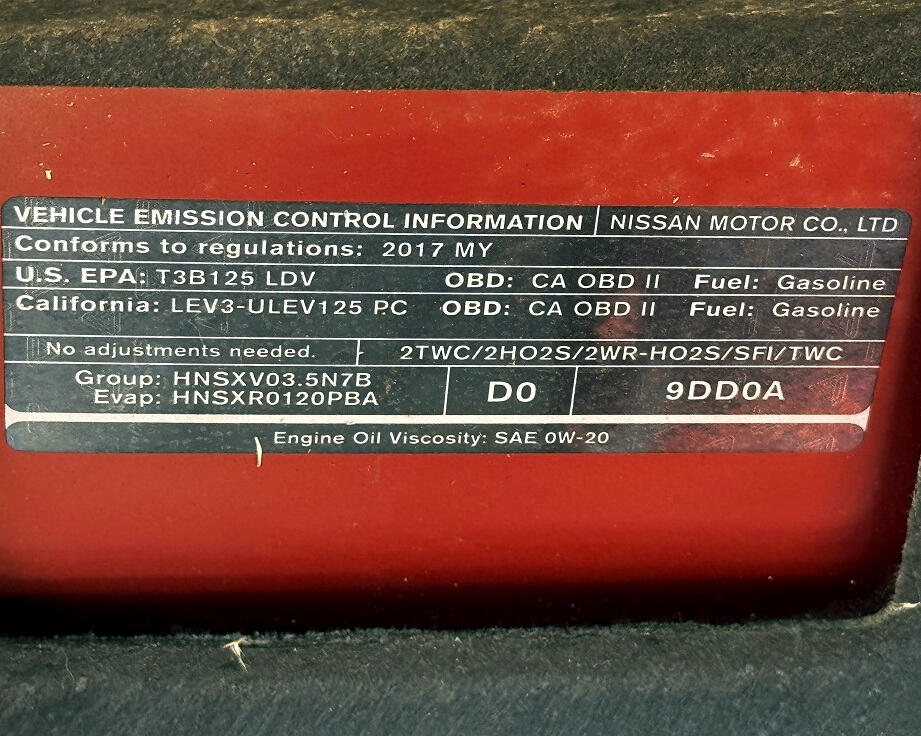 VEHICLE EMISSION CONTROL INFORMATION NISSAN MOTOR CO., LTD
Conforms to regulations: 2017 MY
U.S. EPA: T3B125 LDV OBD: CA OBD II Fuel: Gasoline
California: LEV3-ULEV125 PC OBD: CA OBD II Fuel: Gasoline
No adjustments needed. 2TWC/2HO2S/2WR-HO2S/SFI/TWC
Group: HNSXV03.5N7B
Evap: HNSXR0120PBA
D0 9DD0A
Engine Oil Viscosity: SAE 0W-20